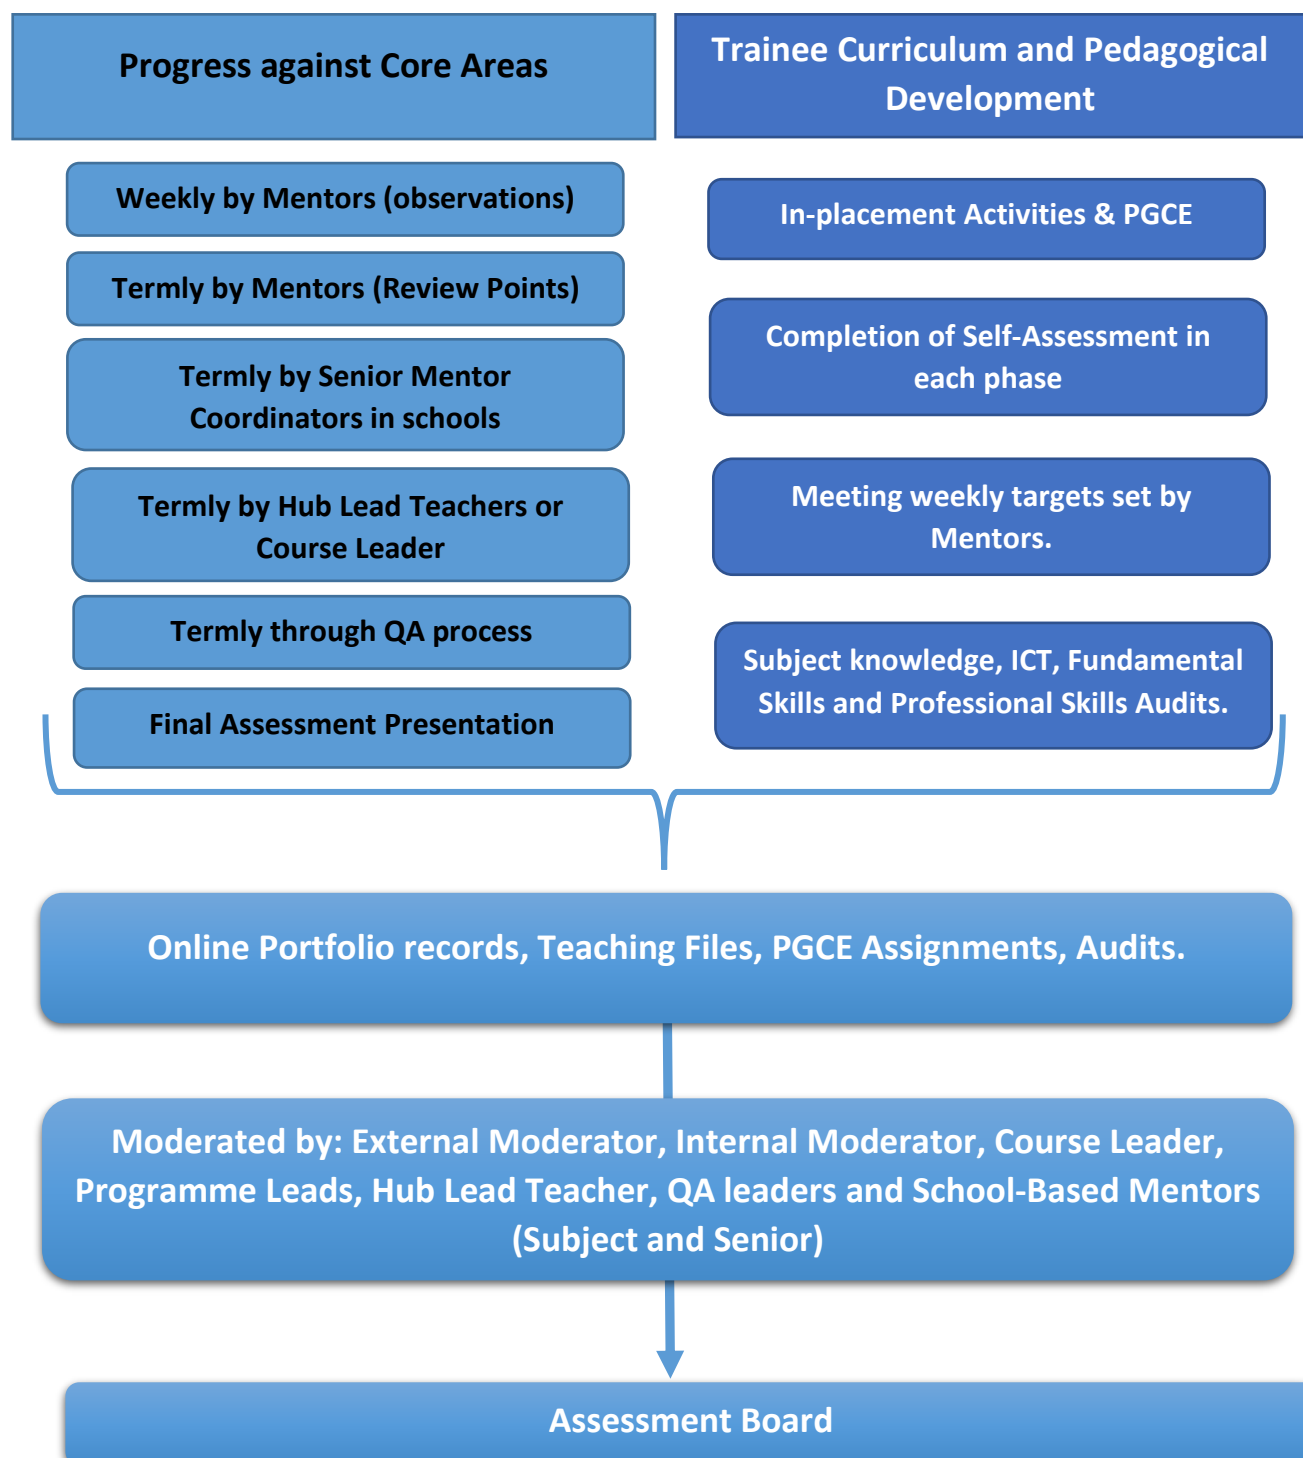 Progress against Core Areas
Weekly by Mentors (observations)
Termly by Mentors (Review Points)
Termly by Senior Mentor
Coordinators in schools
Termly by Hub Lead Teachers or
Course Leader
Termly through QA process
Final Assessment Presentation
Trainee Curriculum and Pedagogical
Development
In-placement Activities & PGCE
Completion of Self-Assessment in
each phase
Meeting weekly targets set by
Mentors.
Subject knowledge, ICT, Fundamental
Skills and Professional Skills Audits.
Online Portfolio records, Teaching Files, PGCE Assignments, Audits.
Moderated by: External Moderator, Internal Moderator, Course Leader,
Programme Leads, Hub Lead Teacher, QA leaders and School-Based Mentors
(Subject and Senior)
Assessment Board